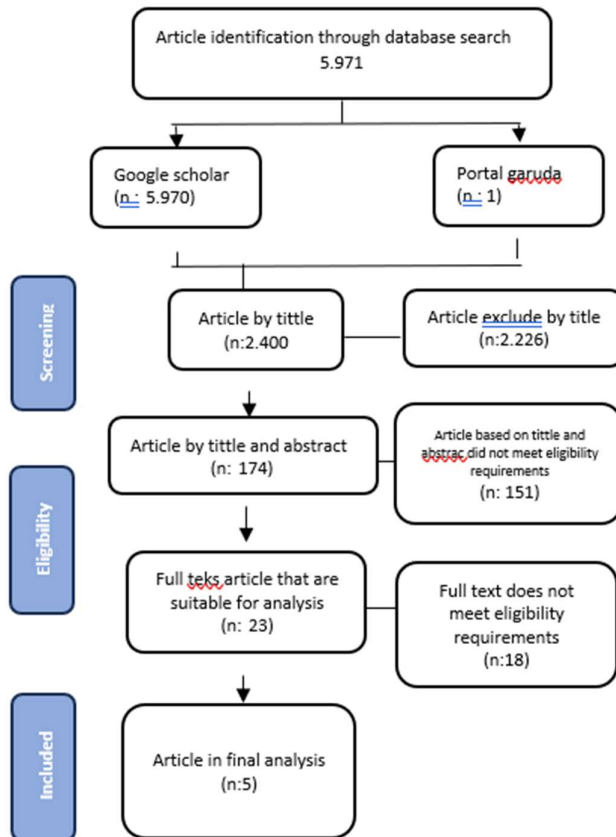 Article identification through database search
5.971
Google scholar
(n : 5.970)
Portal garuda
(n : 1)
Screening
Article by tittle
(n:2.400
Article exclude by title
(n:2.226)
Article by tittle and abstract
(n: 174)
Article based on tittle and
abstrac did not meet eligibility
requirements
(n: 151)
Eligibility
Full teks article that are
suitable for analysis
(n: 23)
Full text does not
meet eligibility
requirements
(n:18)
Included
Article in final analysis
(n:5)